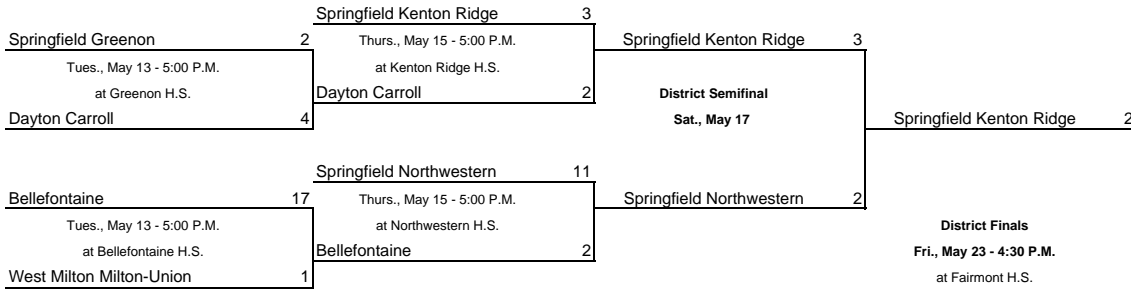 Springfield Kenton Ridge 3
Springfield Greenon 2 Thurs., May 15 - 5:00 P.M. Springfield Kenton Ridge 3
Tues., May 13 - 5:00 P.M. at Kenton Ridge H.S.
at Greenon H.S. Dayton Carroll 2 District Semifinal
Dayton Carroll 4 Sat., May 17 Springfield Kenton Ridge 2
Springfield Northwestern 11
Bellefontaine 17 Thurs., May 15 - 5:00 P.M. Springfield Northwestern 2
Tues., May 13 - 5:00 P.M. at Northwestern H.S. District Finals
at Bellefontaine H.S. Bellefontaine 2 Fri., May 23 - 4:30 P.M.
West Milton Milton-Union 1 at Fairmont H.S.